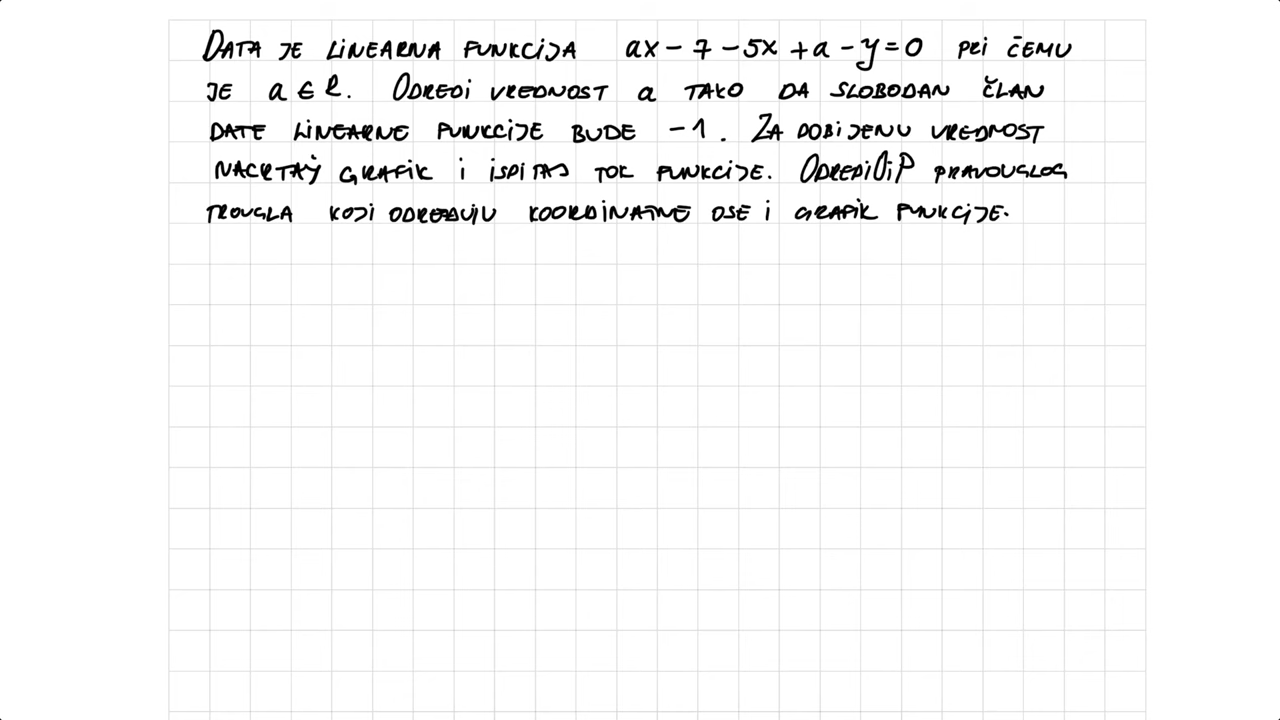 DATA JE LINEARNA FUNKCIJA ax - 7 - 5x + a - y = 0 PRI ČEMU
JE a ∈ R. ODREDI VREDNOST a TAKO DA SLOBODAN ČLAN
DATE LINEARNE FUNKCIJE BUDE -1. ZA DOBIJENU VREDNOST
NACRTAJ GRAFIK I ISPITAJ TOK FUNKCIJE. ODREDI O i P PRAVOUGLOG
TROUGLA KOJI ODREĐUJU KOORDINATNE OSE I GRAFIK FUNKCIJE.